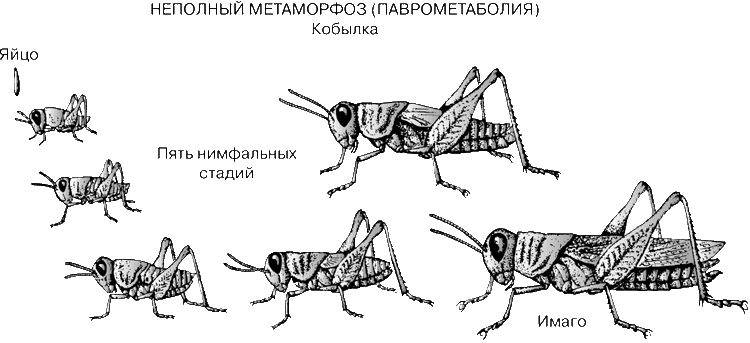 НЕПОЛНЫЙ МЕТАМОРФОЗ (ПАВРОМЕТАБОЛИЯ)
Кобылка
Яйцо
Пять нимфальных
стадий
Имаго